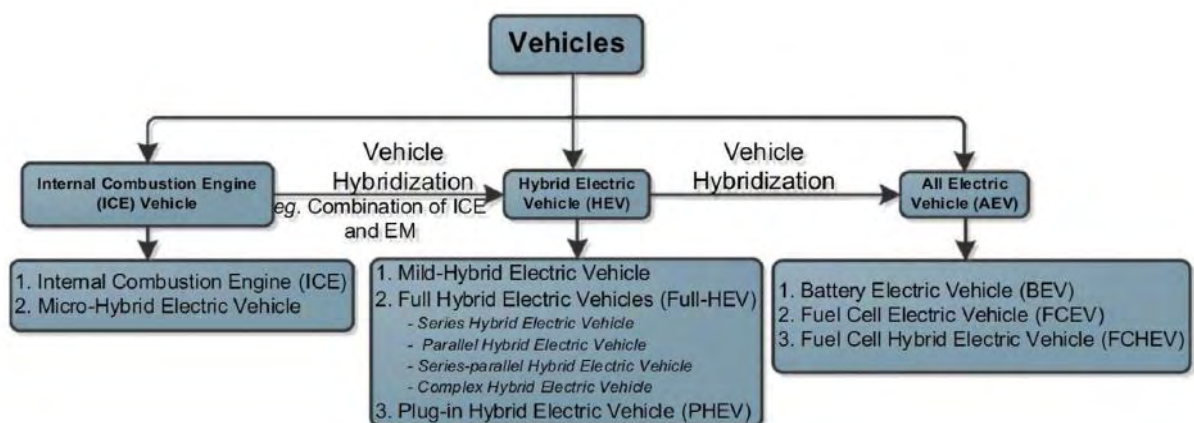 Vehicles
Vehicle
Hybridization
eg. Combination of ICE
and EM
Vehicle
Hybridization
Internal Combustion Engine
(ICE) Vehicle
Hybrid Electric
Vehicle (HEV)
All Electric
Vehicle (AEV)
1. Internal Combustion Engine (ICE)
2. Micro-Hybrid Electric Vehicle
1. Mild-Hybrid Electric Vehicle
2. Full Hybrid Electric Vehicles (Full-HEV)
- Series Hybrid Electric Vehicle
- Parallel Hybrid Electric Vehicle
- Series-parallel Hybrid Electric Vehicle
- Complex Hybrid Electric Vehicle
3. Plug-in Hybrid Electric Vehicle (PHEV)
1. Battery Electric Vehicle (BEV)
2. Fuel Cell Electric Vehicle (FCEV)
3. Fuel Cell Hybrid Electric Vehicle (FCHEV)